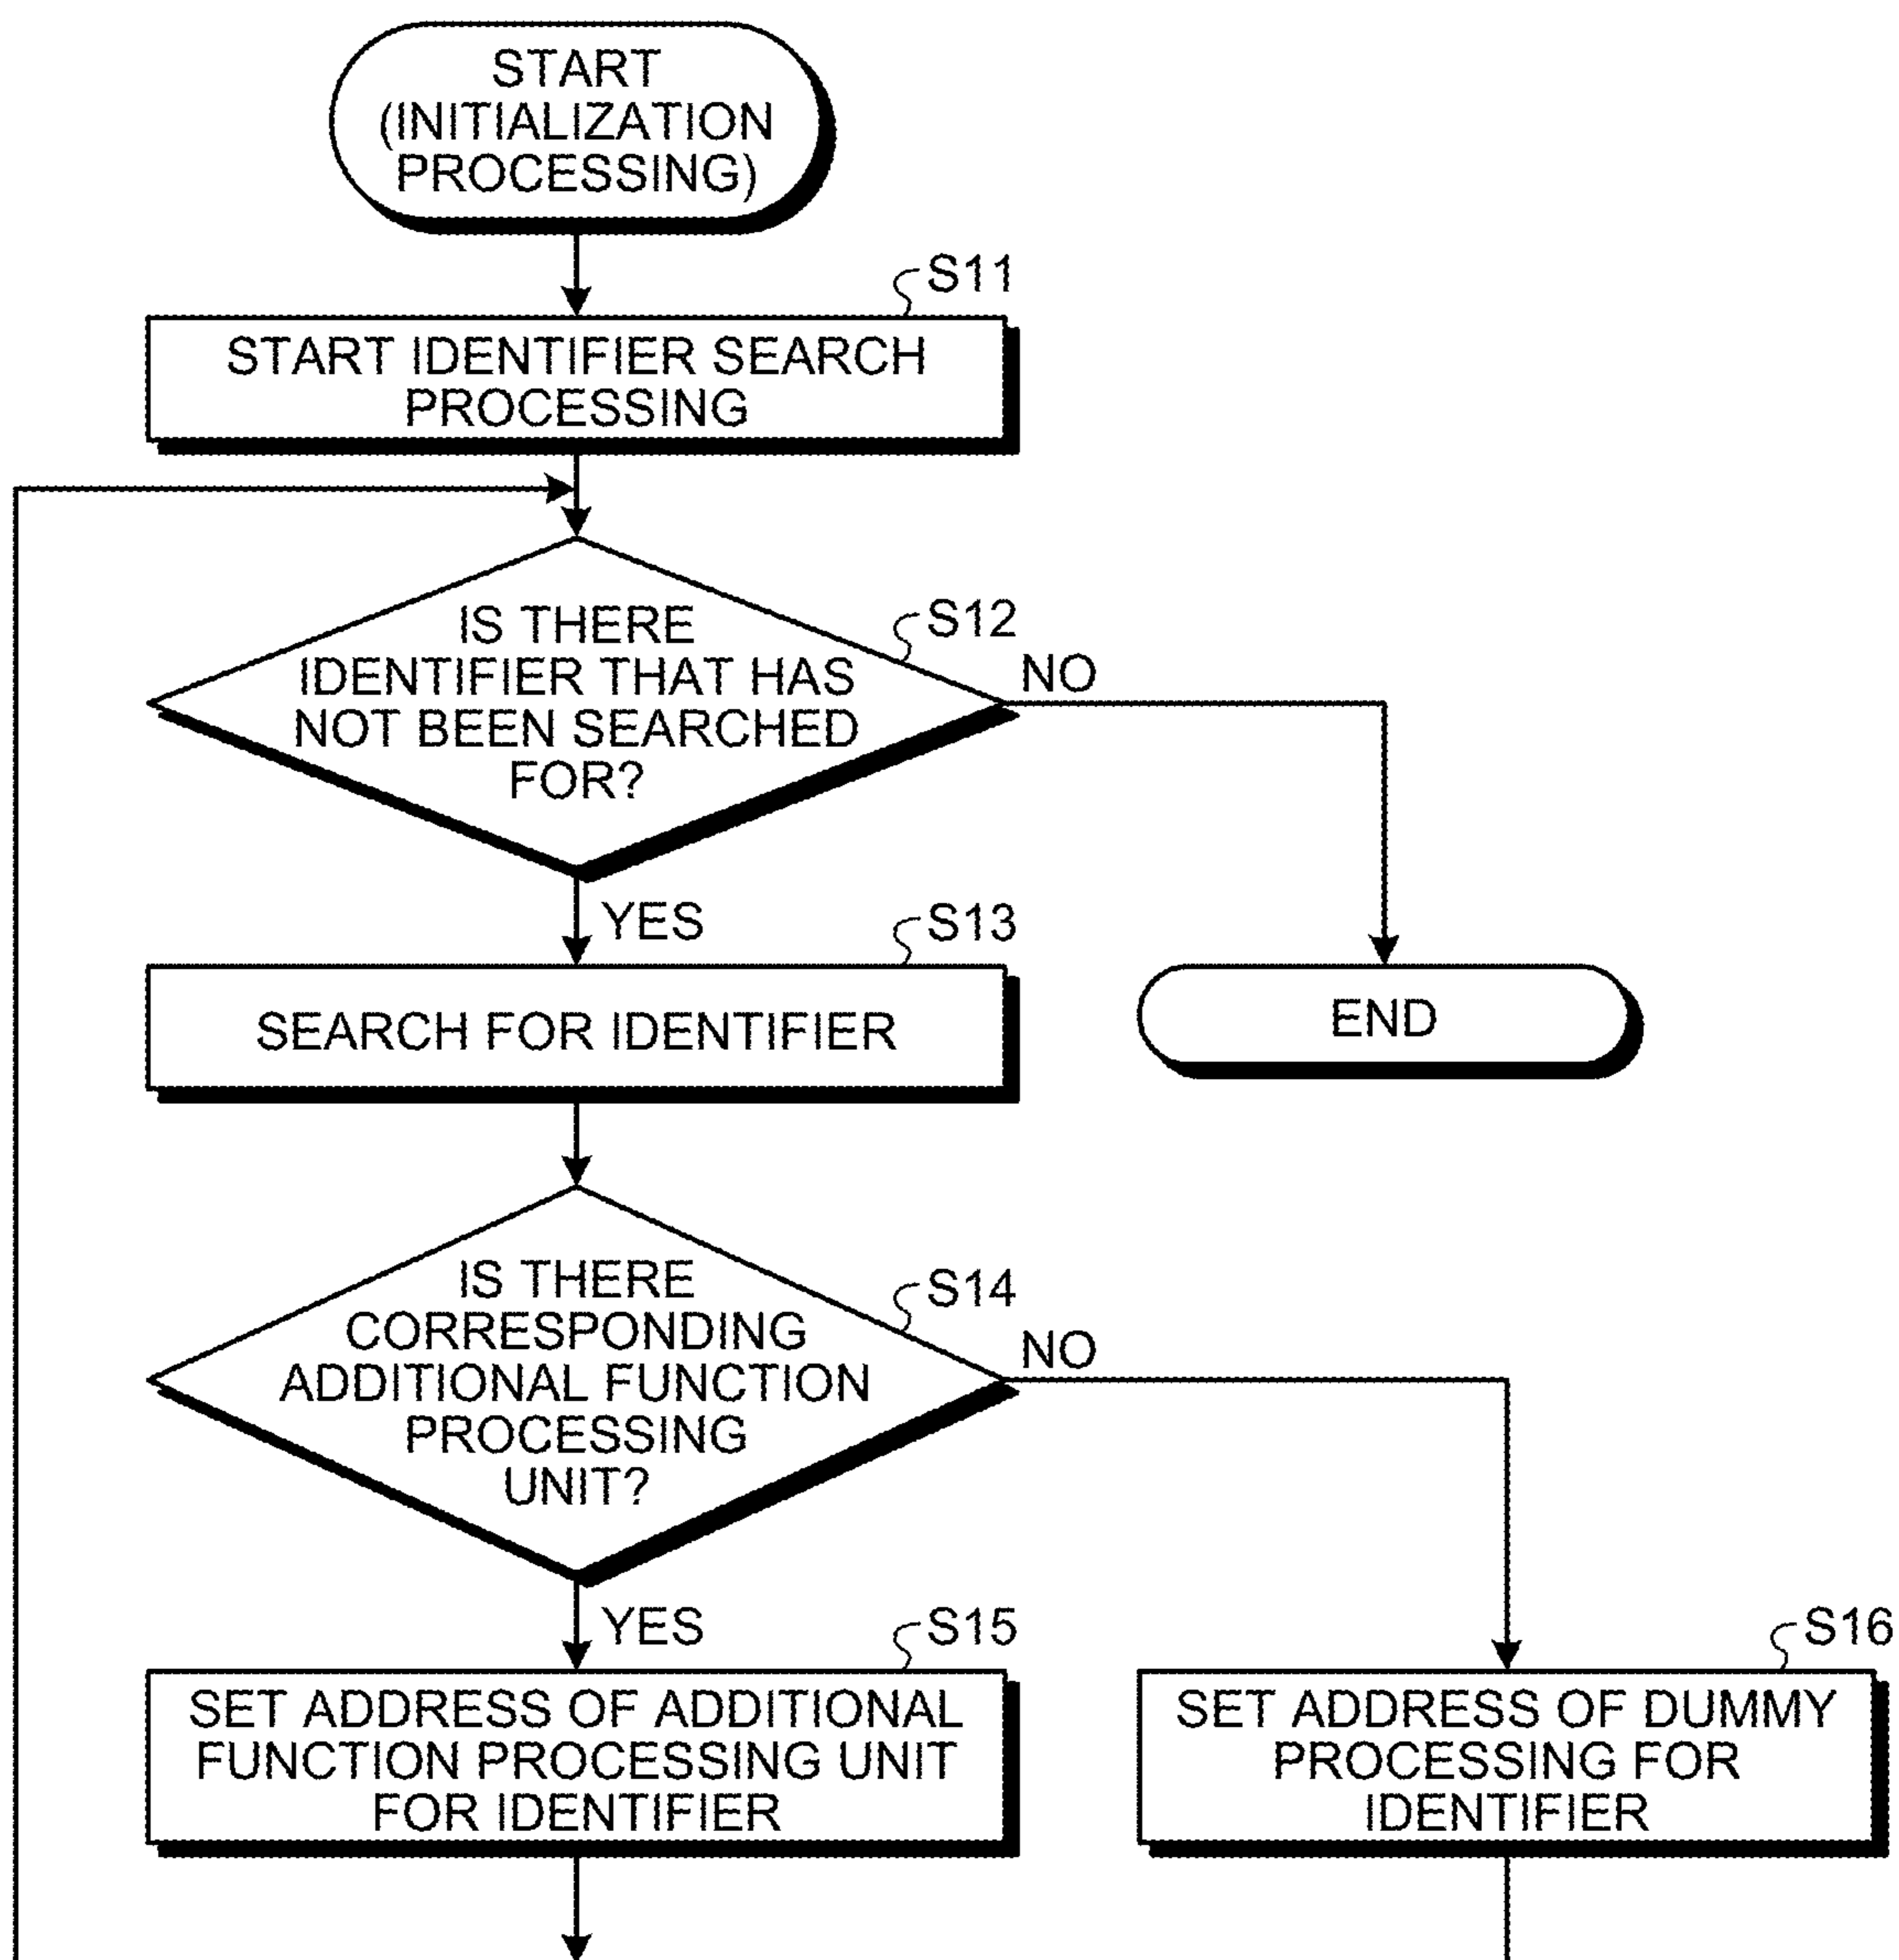 START
(INITIALIZATION
PROCESSING)
S11
START IDENTIFIER SEARCH
PROCESSING
S12
IS THERE
IDENTIFIER THAT HAS
NOT BEEN SEARCHED
FOR?
NO
YES
S13
SEARCH FOR IDENTIFIER
END
S14
IS THERE
CORRESPONDING
ADDITIONAL FUNCTION
PROCESSING
UNIT?
NO
YES
S15
SET ADDRESS OF ADDITIONAL
FUNCTION PROCESSING UNIT
FOR IDENTIFIER
S16
SET ADDRESS OF DUMMY
PROCESSING FOR
IDENTIFIER